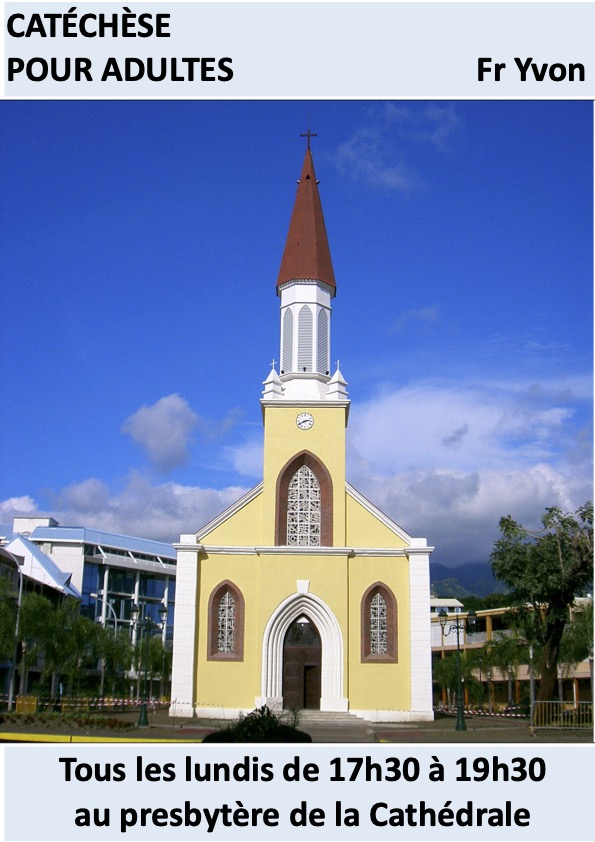 CATÉCHÈSE
POUR ADULTES Fr Yvon
Tous les lundis de 17h30 à 19h30
au presbytère de la Cathédrale